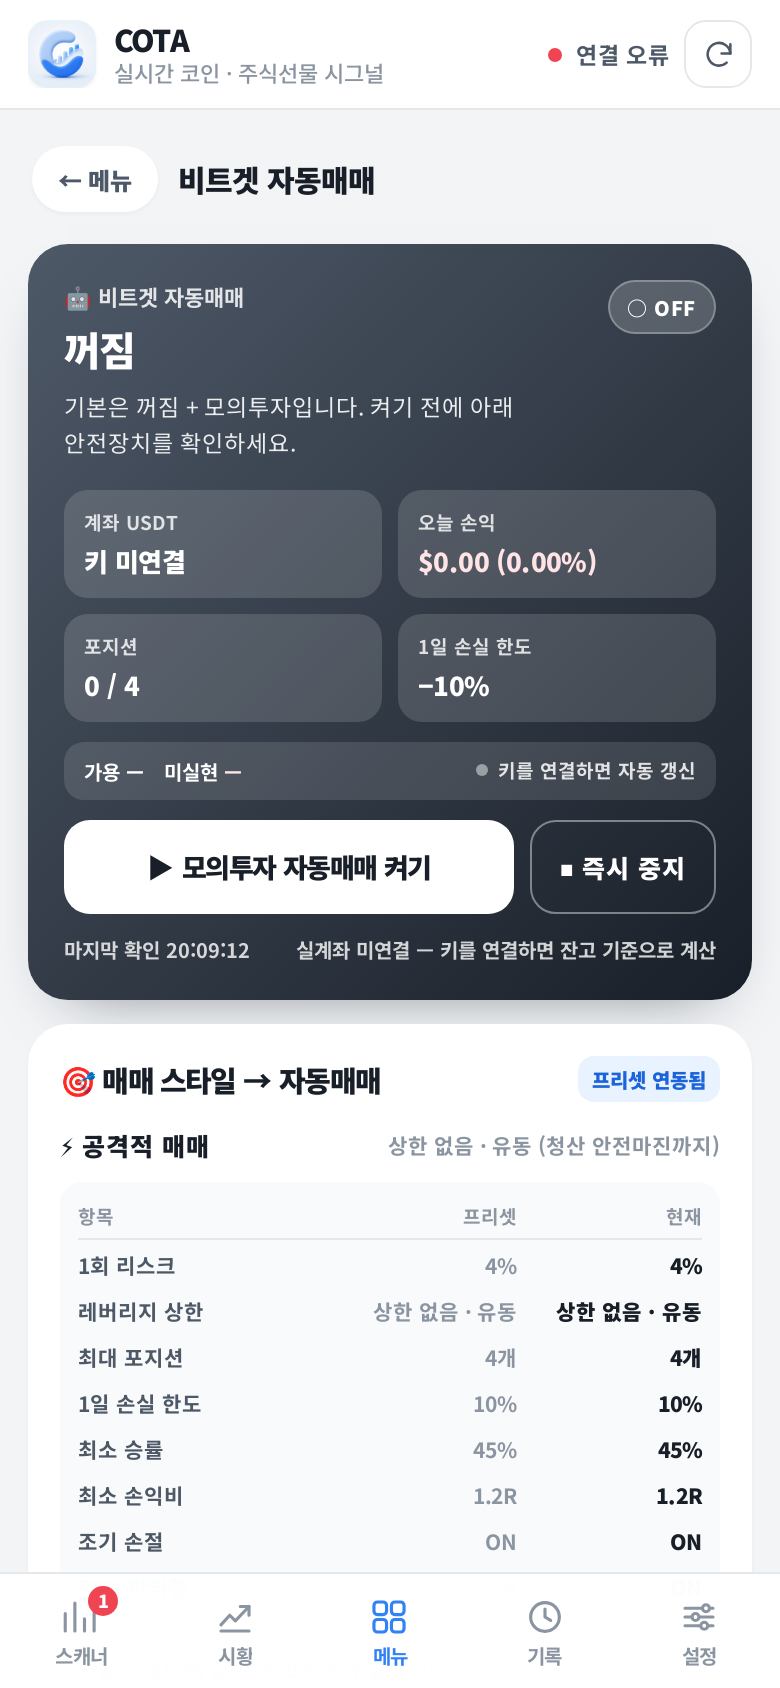 COTA
실시간 코인 · 주식선물 시그널
연결 오류
← 메뉴
비트겟 자동매매
🤖 비트겟 자동매매
○ OFF
꺼짐
기본은 꺼짐 + 모의투자입니다. 켜기 전에 아래
안전장치를 확인하세요.
계좌 USDT
키 미연결
오늘 손익
$0.00 (0.00%)
포지션
0 / 4
1일 손실 한도
−10%
가용 — 미실현 —
키를 연결하면 자동 갱신
▶ 모의투자 자동매매 켜기
■ 즉시 중지
마지막 확인 20:09:12
실계좌 미연결 — 키를 연결하면 잔고 기준으로 계산
🎯 매매 스타일 → 자동매매
프리셋 연동됨
⚡ 공격적 매매
상한 없음 · 유동 (청산 안전마진까지)
항목 프리셋 현재
1회 리스크 4% 4%
레버리지 상한 상한 없음 · 유동 상한 없음 · 유동
최대 포지션 4개 4개
1일 손실 한도 10% 10%
최소 승률 45% 45%
최소 손익비 1.2R 1.2R
조기 손절 ON ON
1
스캐너
시황
메뉴
기록
설정